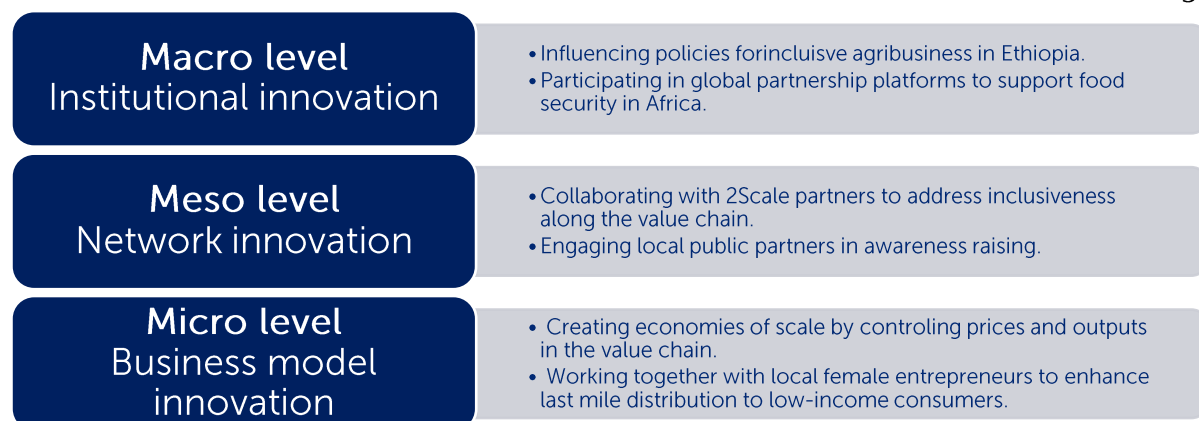 Macro level
Institutional innovation
• Influencing policies forincluisve agribusiness in Ethiopia.
• Participating in global partnership platforms to support food
security in Africa.
Meso level
Network innovation
• Collaborating with 2Scale partners to address inclusiveness
along the value chain.
• Engaging local public partners in awareness raising.
Micro level
Business model
innovation
• Creating economies of scale by controling prices and outputs
in the value chain.
• Working together with local female entrepreneurs to enhance
last mile distribution to low-income consumers.